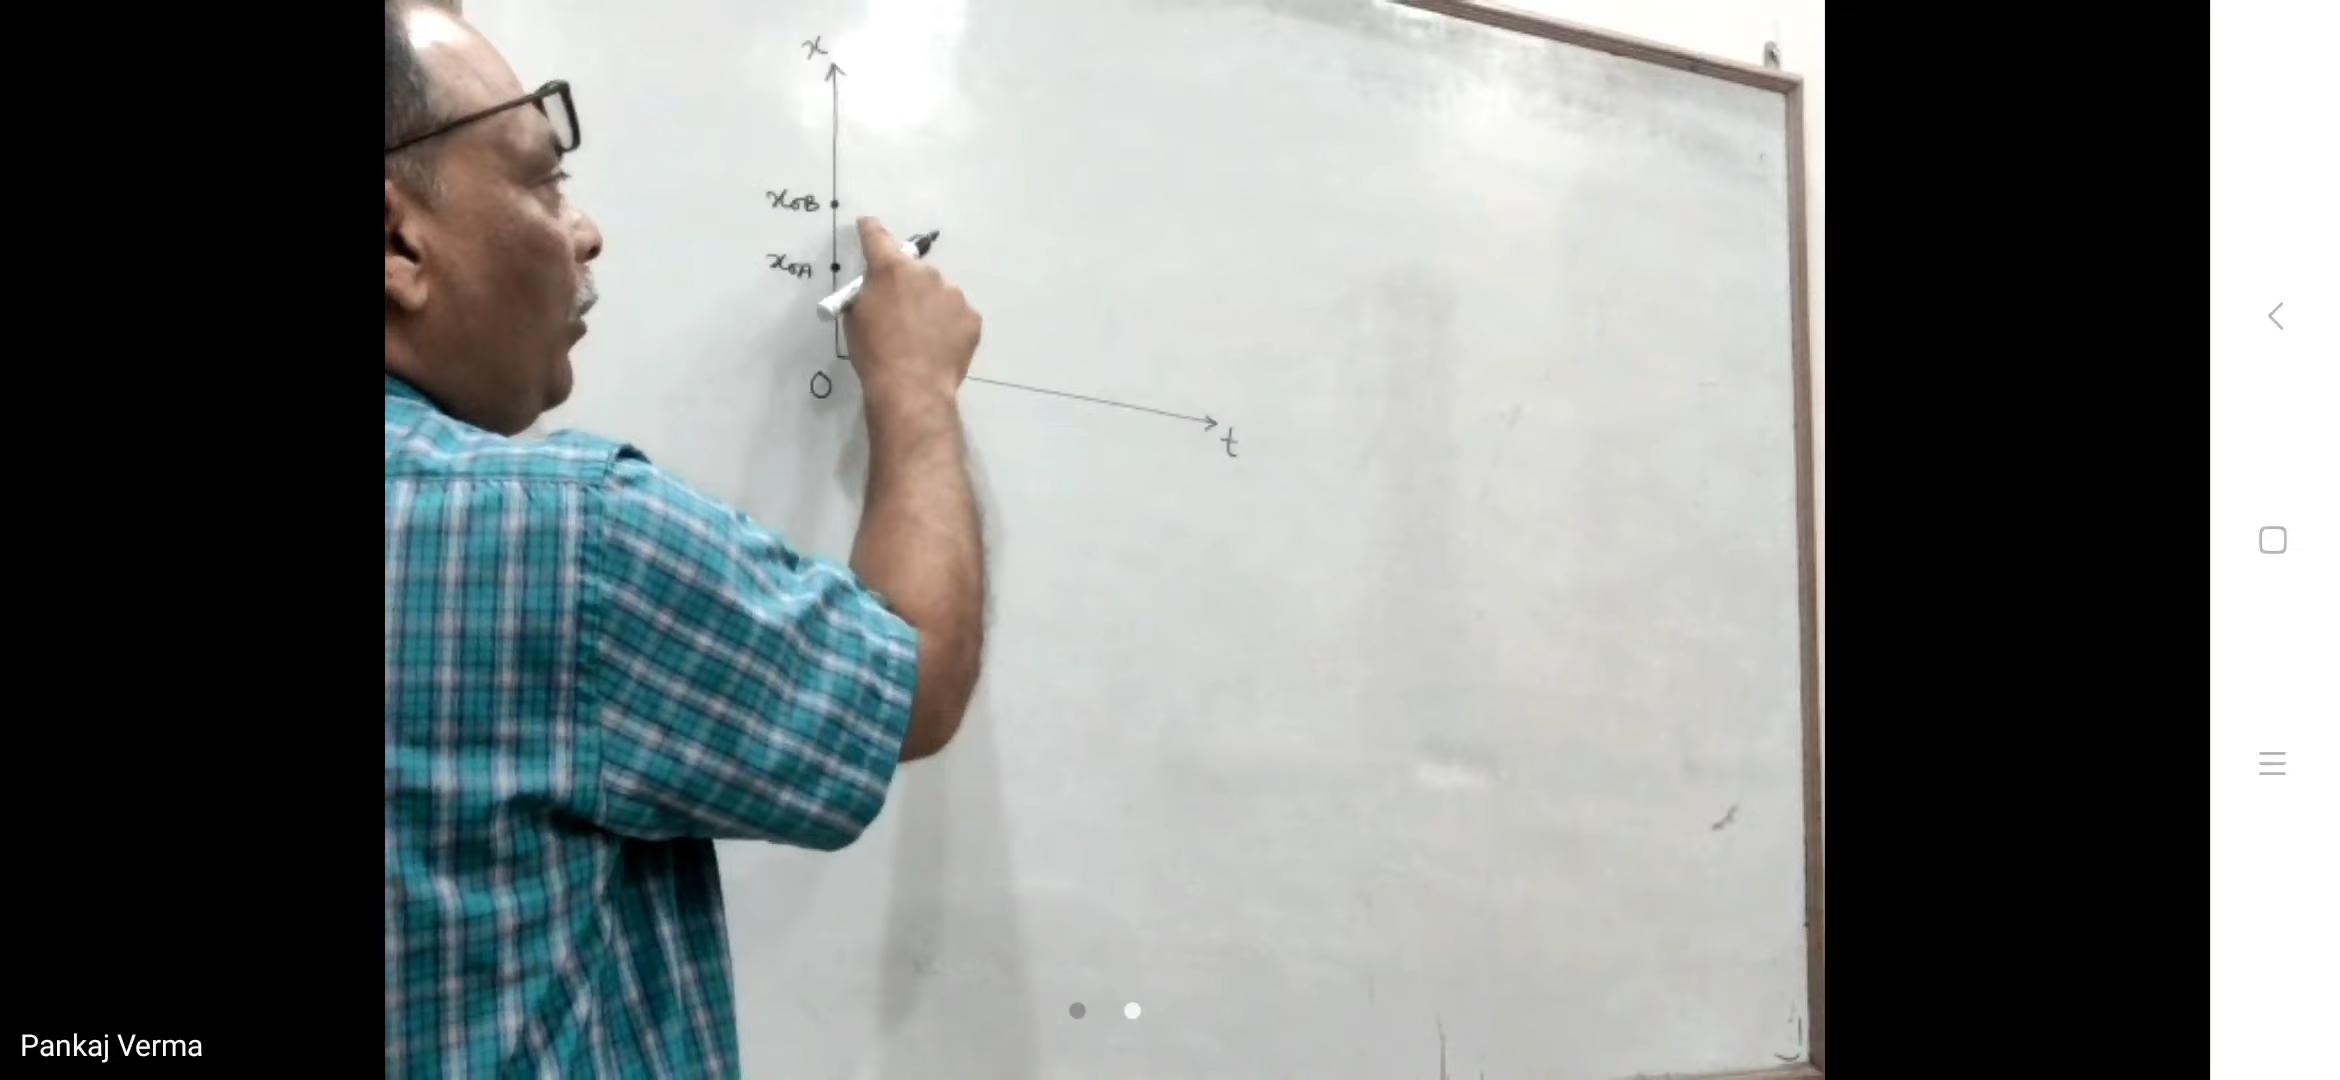 x
x₀B
x₀A
O
t
Pankaj Verma